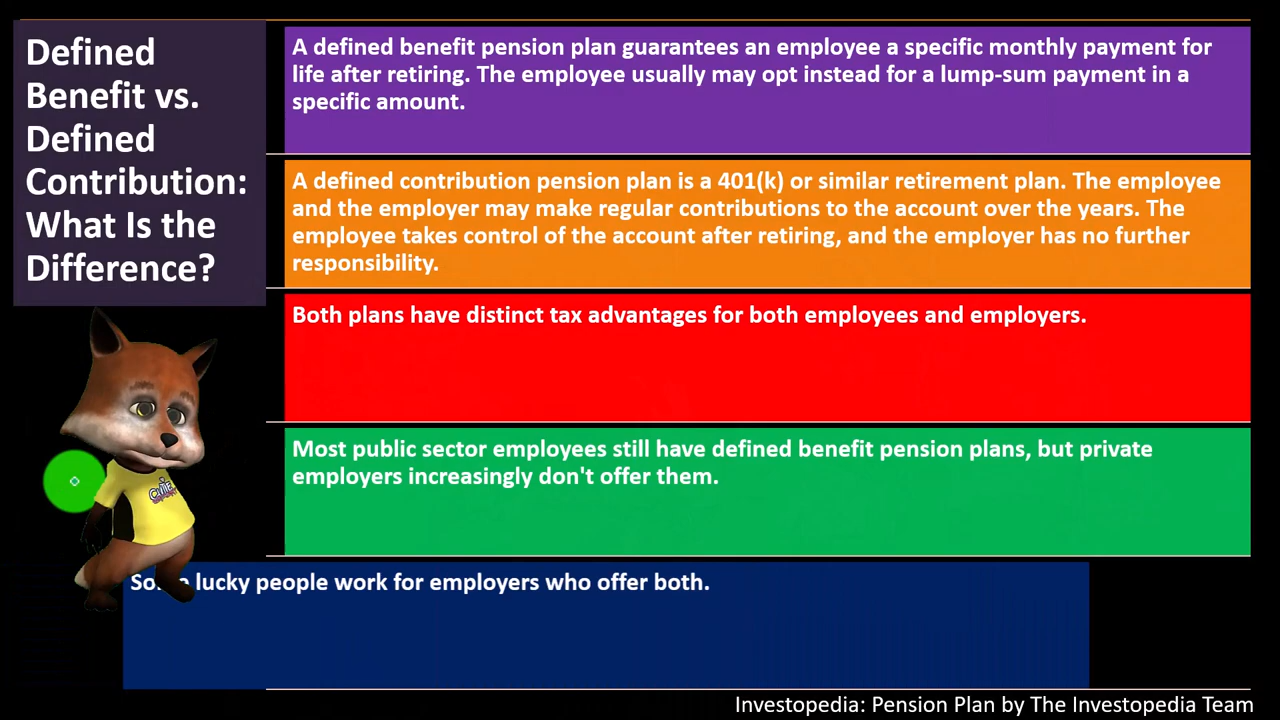 Defined
Benefit vs.
Defined
Contribution:
What Is the
Difference?
A defined benefit pension plan guarantees an employee a specific monthly payment for
life after retiring. The employee usually may opt instead for a lump-sum payment in a
specific amount.
A defined contribution pension plan is a 401(k) or similar retirement plan. The employee
and the employer may make regular contributions to the account over the years. The
employee takes control of the account after retiring, and the employer has no further
responsibility.
Both plans have distinct tax advantages for both employees and employers.
Most public sector employees still have defined benefit pension plans, but private
employers increasingly don't offer them.
lucky people work for employers who offer both.
Investopedia: Pension Plan by The Investopedia Team